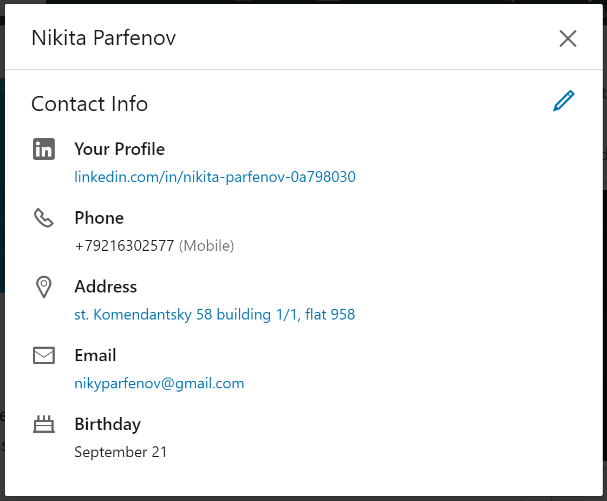 Nikita Parfenov
Contact Info
Your Profile
linkedin.com/in/nikita-parfenov-0a798030
Phone
+79216302577 (Mobile)
Address
st. Komendantsky 58 building 1/1, flat 958
Email
nikyparfenov@gmail.com
Birthday
September 21